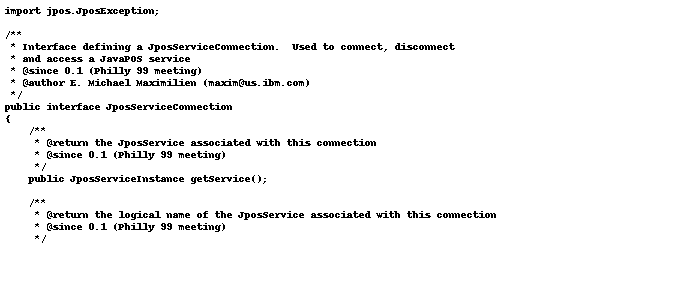 import jpos.JposException;

/**
 * Interface defining a JposServiceConnection.  Used to connect, disconnect
 * and access a JavaPOS service
 * @since 0.1 (Philly 99 meeting)
 * @author E. Michael Maximilien (maxim@us.ibm.com)
 */
public interface JposServiceConnection
{
    /**
     * @return the JposService associated with this connection
     * @since 0.1 (Philly 99 meeting)
     */
    public JposServiceInstance getService();

    /**
     * @return the logical name of the JposService associated with this connection
     * @since 0.1 (Philly 99 meeting)
     */